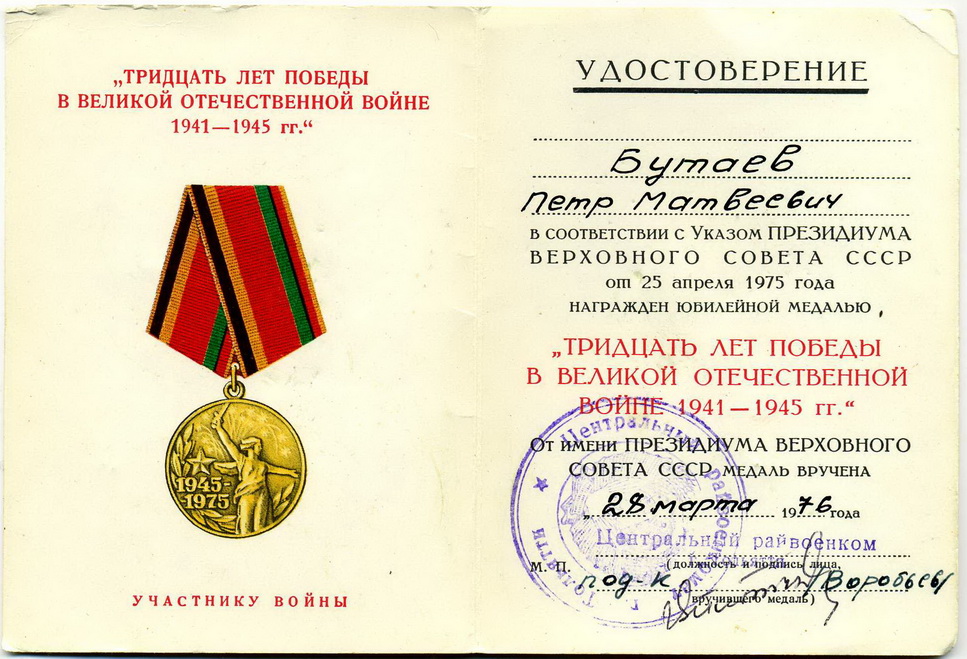 „ТРИДЦАТЬ ЛЕТ ПОБЕДЫ
В ВЕЛИКОЙ ОТЕЧЕСТВЕННОЙ ВОЙНЕ
1941—1945 гг.“
1945-
1975
УЧАСТНИКУ ВОЙНЫ
УДОСТОВЕРЕНИЕ
Бутаев
Петр Матвеевич
В СООТВЕТСТВИИ С УКАЗОМ ПРЕЗИДИУМА
ВЕРХОВНОГО СОВЕТА СССР
от 25 апреля 1975 года
НАГРАЖДЕН ЮБИЛЕЙНОЙ МЕДАЛЬЮ,
„ТРИДЦАТЬ ЛЕТ ПОБЕДЫ
В ВЕЛИКОЙ ОТЕЧЕСТВЕННОЙ
ВОЙНЕ 1941—1945 гг.“
ОТ ИМЕНИ ПРЕЗИДИУМА ВЕРХОВНОГО
СОВЕТА СССР МЕДАЛЬ ВРУЧЕНА
„ 28 марта 1976 года
Центральный райвоенком
М. П. (должность и подпись лица,
под-к /Воробьев/
вручившего медаль)
Центральный райвоенкомат
г. Тольятти